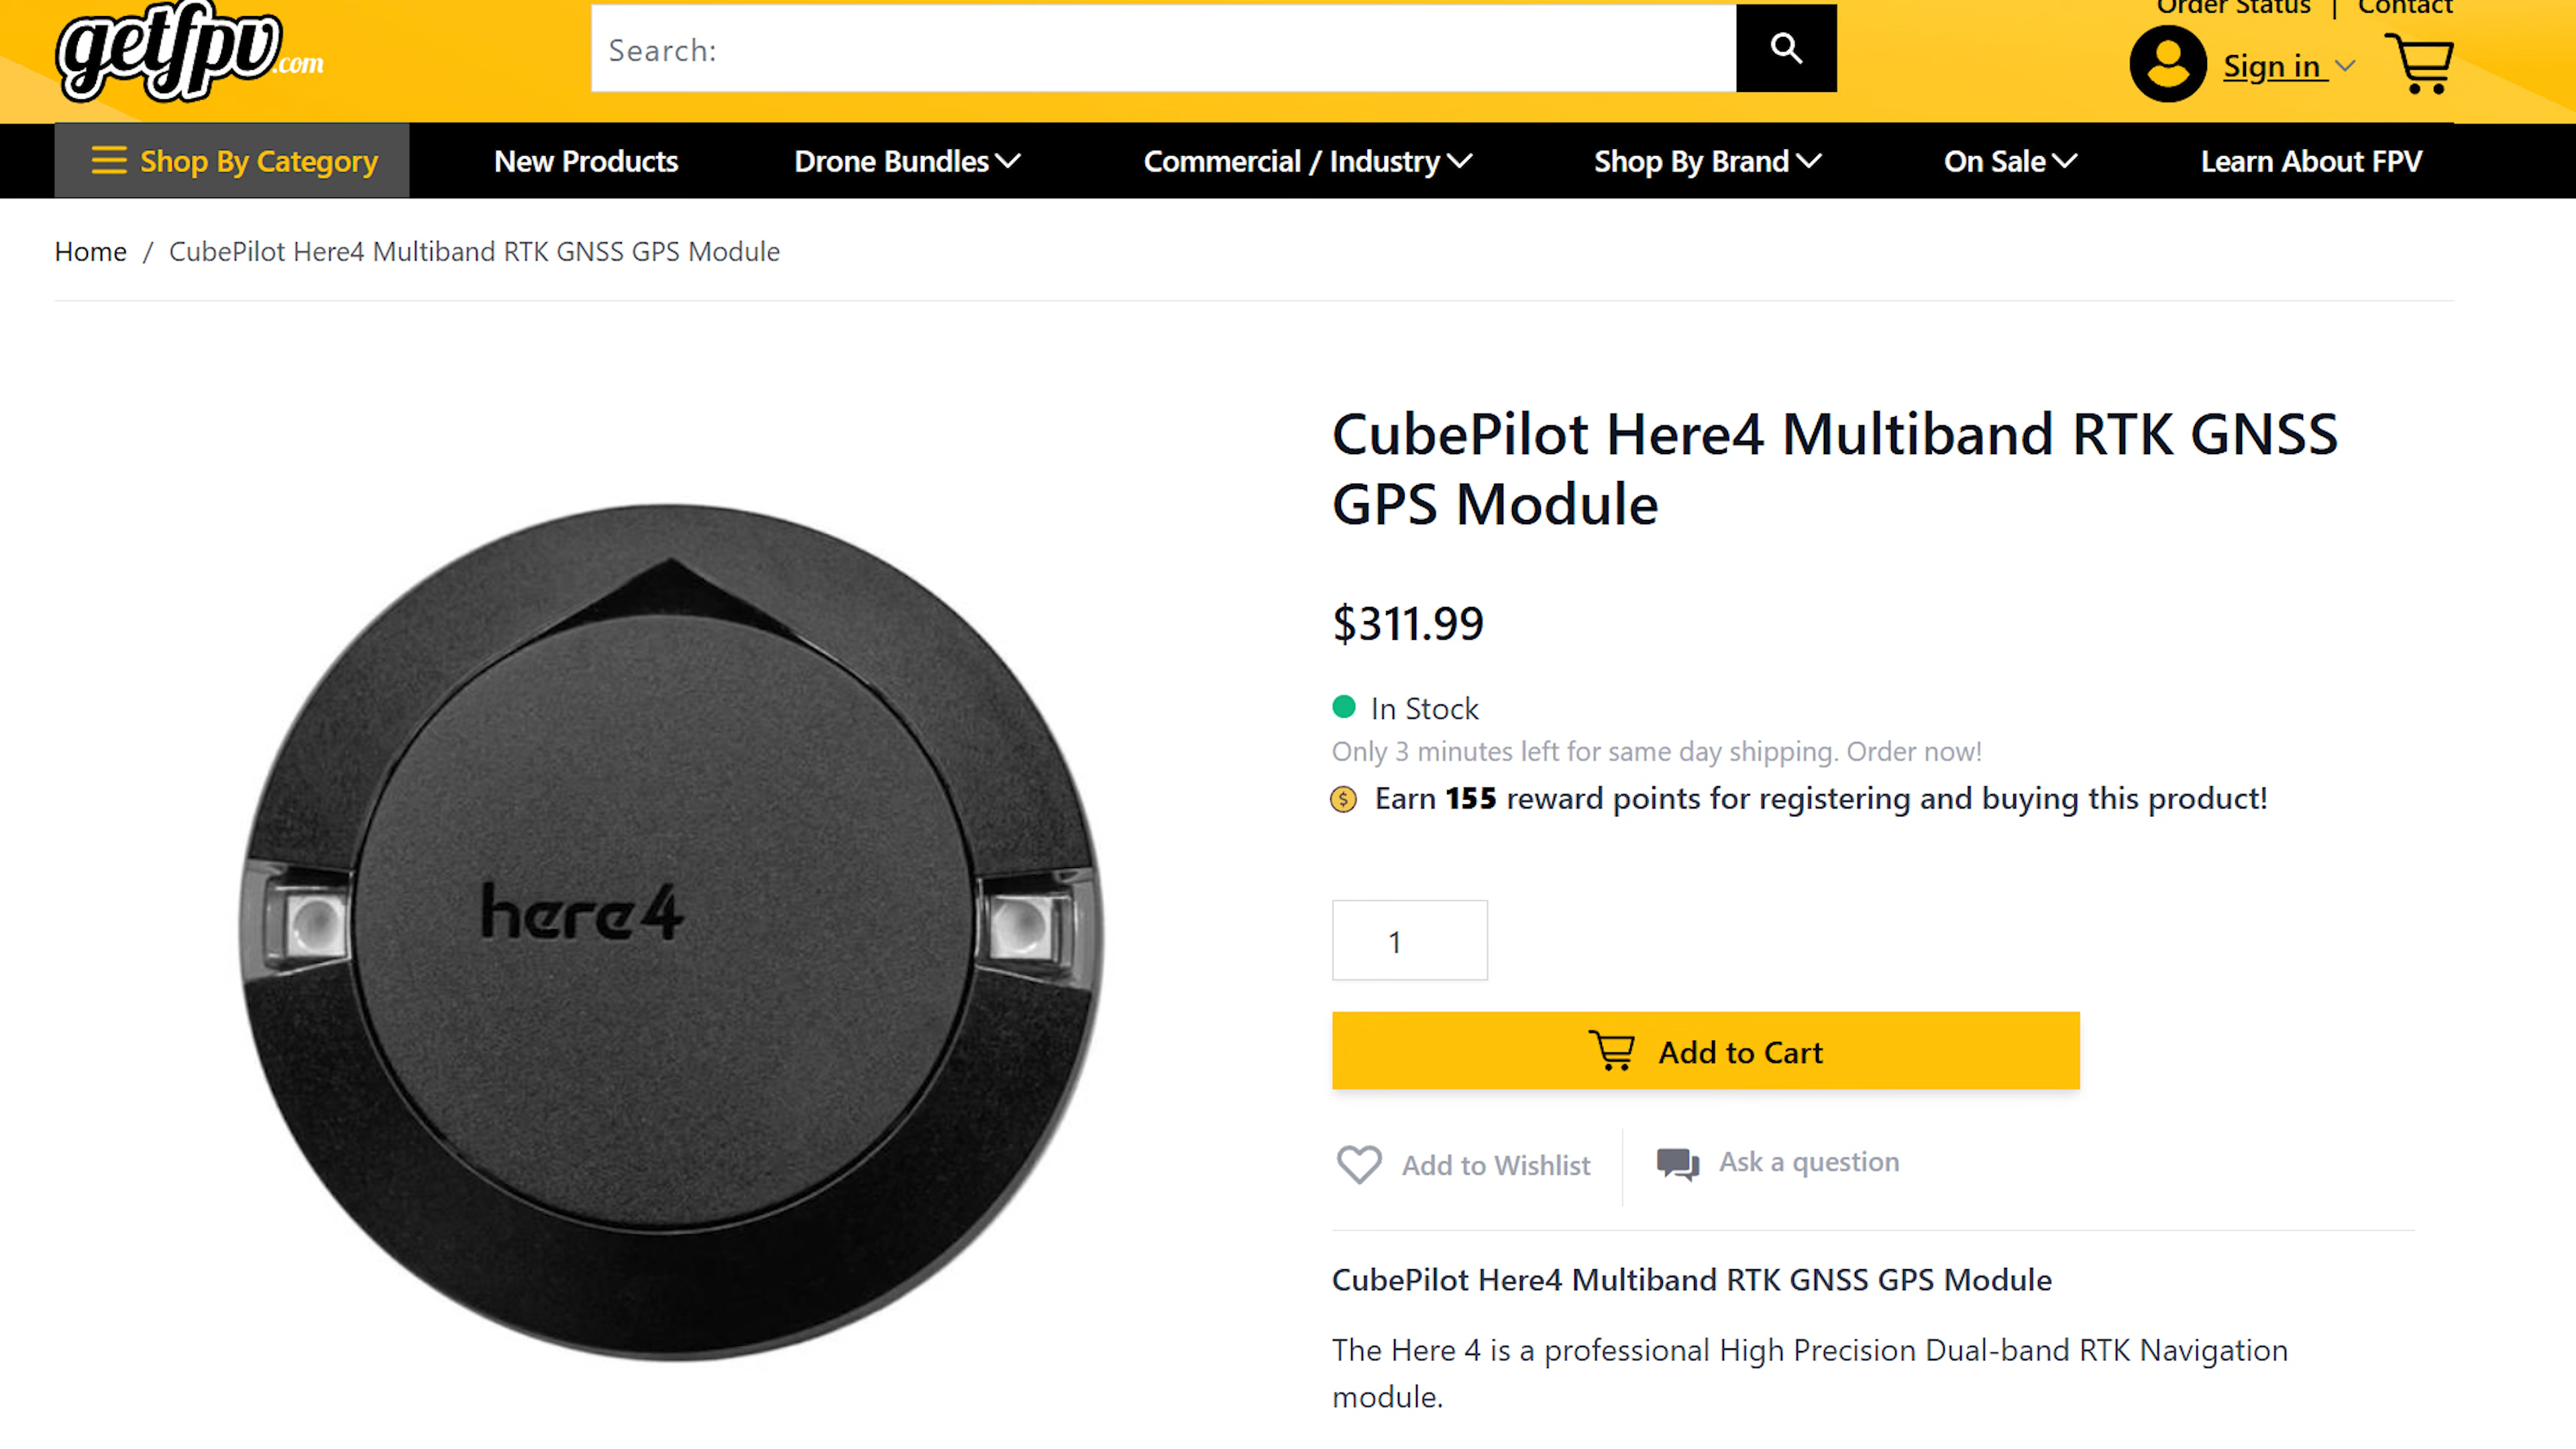 Order Status | Contact
getfpv.com
Search:
Sign in
Shop By Category
New Products
Drone Bundles
Commercial / Industry
Shop By Brand
On Sale
Learn About FPV
Home / CubePilot Here4 Multiband RTK GNSS GPS Module
here4
CubePilot Here4 Multiband RTK GNSS
GPS Module
$311.99
In Stock
Only 3 minutes left for same day shipping. Order now!
$ Earn 155 reward points for registering and buying this product!
1
Add to Cart
Add to Wishlist
Ask a question
CubePilot Here4 Multiband RTK GNSS GPS Module
The Here 4 is a professional High Precision Dual-band RTK Navigation
module.